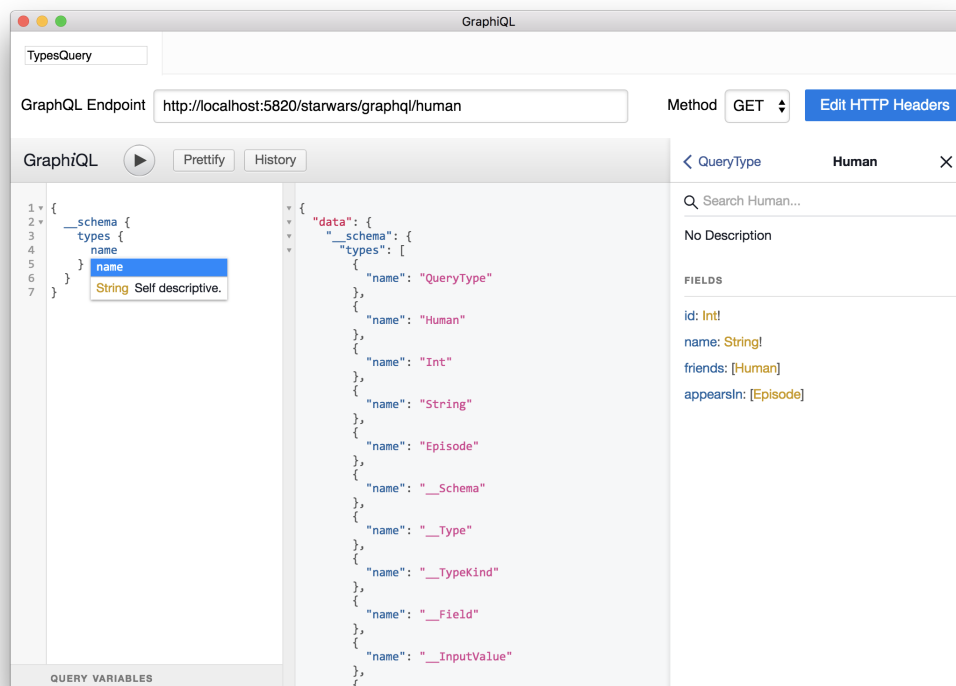 GraphiQL
TypesQuery
GraphQL Endpoint http://localhost:5820/starwars/graphql/human Method GET Edit HTTP Headers
GraphiQL Prettify History
1 {
2 __schema {
3 types {
4 name
5 }
6 }
7 }
name
String Self descriptive.
QUERY VARIABLES
{
"data": {
"__schema": {
"types": [
{
"name": "QueryType"
},
{
"name": "Human"
},
{
"name": "Int"
},
{
"name": "String"
},
{
"name": "Episode"
},
{
"name": "__Schema"
},
{
"name": "__Type"
},
{
"name": "__TypeKind"
},
{
"name": "__Field"
},
{
"name": "__InputValue"
},
{
QueryType Human
Search Human...
No Description
FIELDS
id: Int!
name: String!
friends: [Human]
appearsIn: [Episode]